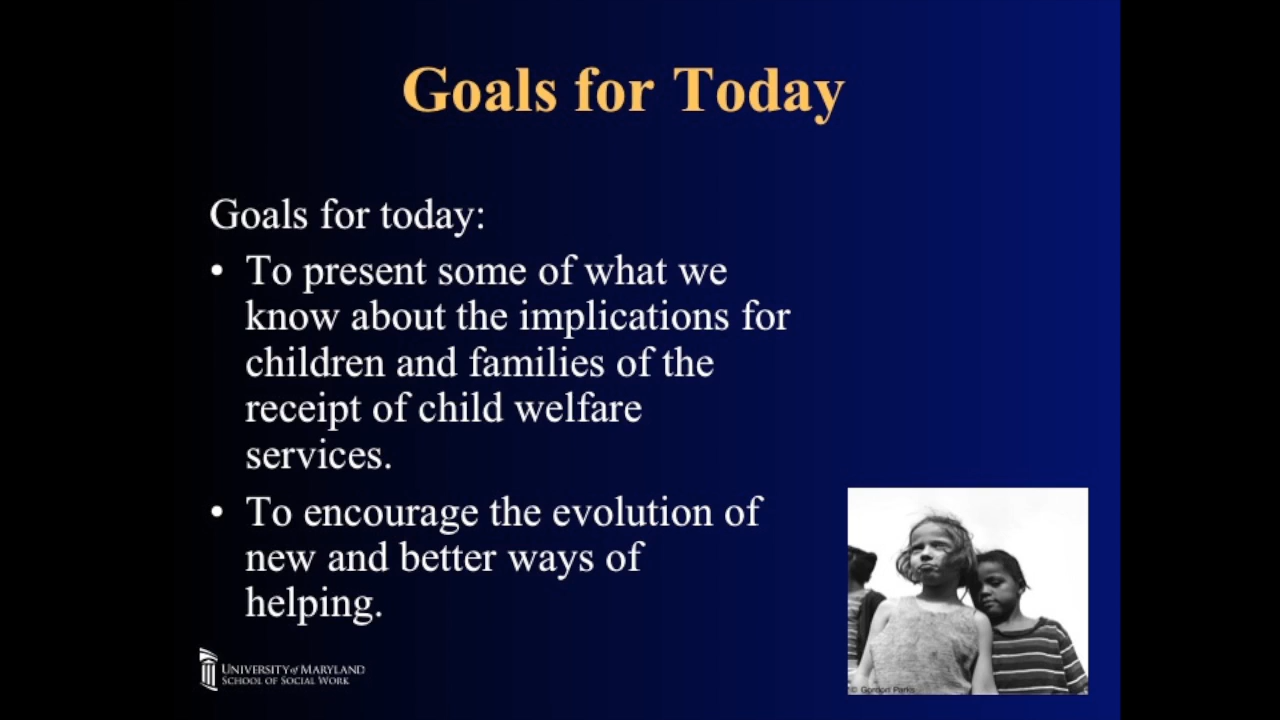 Goals for Today
Goals for today:
• To present some of what we
know about the implications for
children and families of the
receipt of child welfare
services.
• To encourage the evolution of
new and better ways of
helping.
UNIVERSITY of MARYLAND
SCHOOL OF SOCIAL WORK
© Gordon Parks